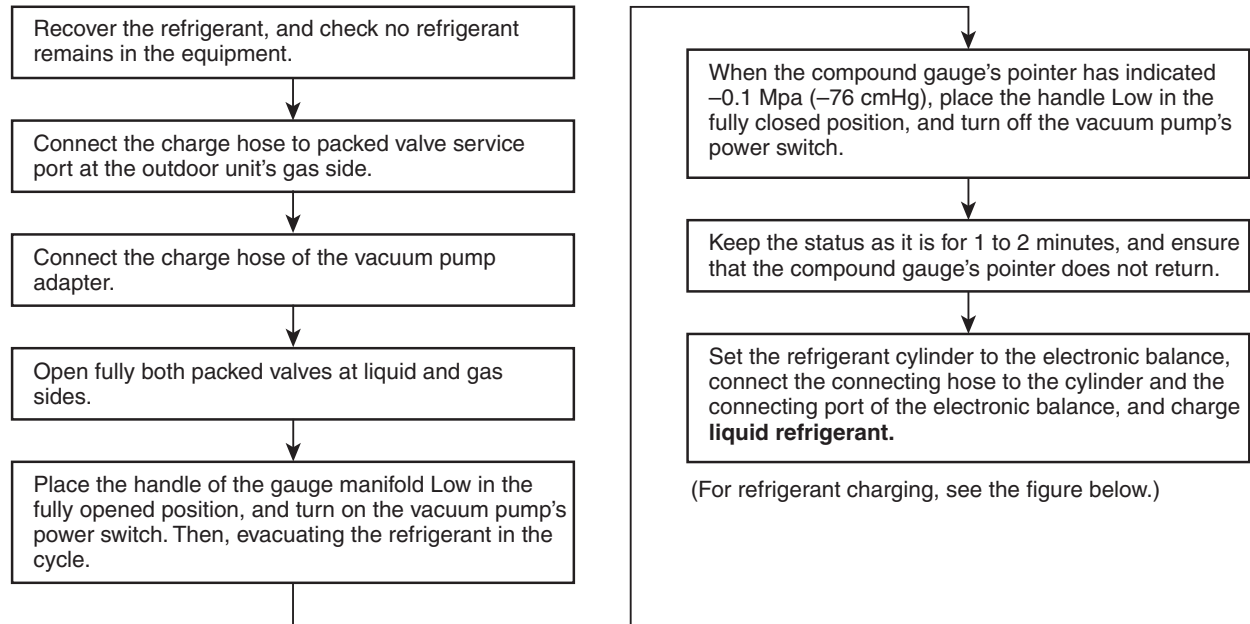 Recover the refrigerant, and check no refrigerant
remains in the equipment.
Connect the charge hose to packed valve service
port at the outdoor unit's gas side.
Connect the charge hose of the vacuum pump
adapter.
Open fully both packed valves at liquid and gas
sides.
Place the handle of the gauge manifold Low in the
fully opened position, and turn on the vacuum pump's
power switch. Then, evacuating the refrigerant in the
cycle.
When the compound gauge's pointer has indicated
–0.1 Mpa (–76 cmHg), place the handle Low in the
fully closed position, and turn off the vacuum pump's
power switch.
Keep the status as it is for 1 to 2 minutes, and ensure
that the compound gauge's pointer does not return.
Set the refrigerant cylinder to the electronic balance,
connect the connecting hose to the cylinder and the
connecting port of the electronic balance, and charge
liquid refrigerant.
(For refrigerant charging, see the figure below.)